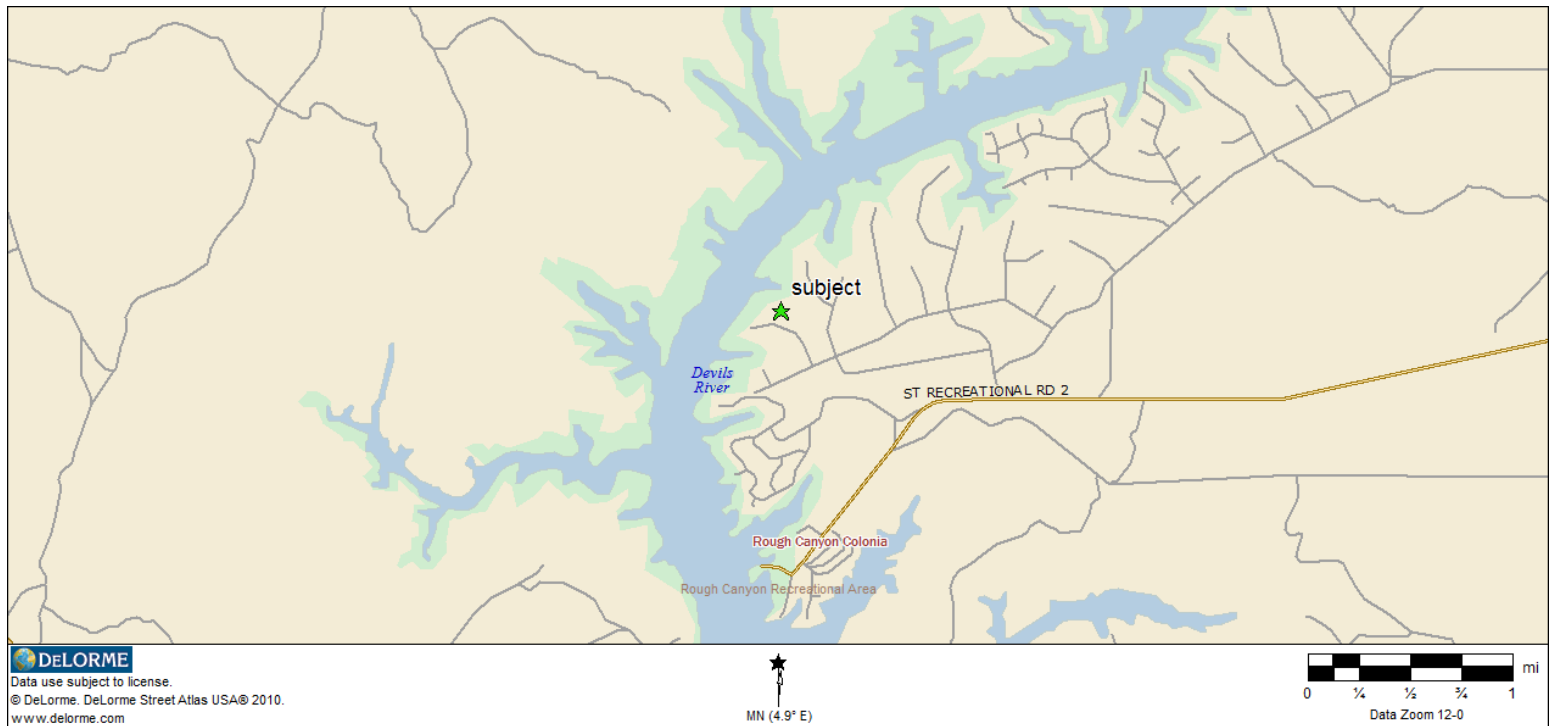 subject
Devils
River
ST RECREATIONAL RD 2
Rough Canyon Colonia
Rough Canyon Recreational Area
DELORME
Data use subject to license.
© DeLorme. DeLorme Street Atlas USA® 2010.
www.delorme.com
MN (4.9° E)
mi
0 ¼ ½ ¾ 1
Data Zoom 12-0